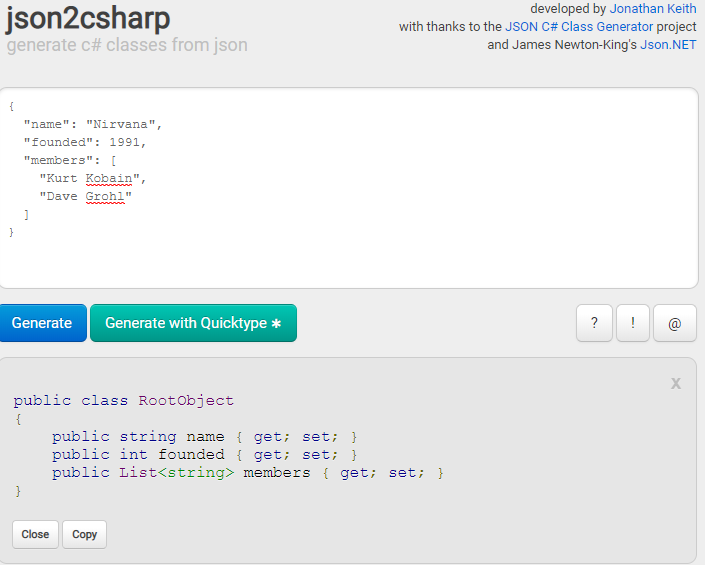 json2csharp
generate c# classes from json
developed by Jonathan Keith
with thanks to the JSON C# Class Generator project
and James Newton-King's Json.NET
{
  "name": "Nirvana",
  "founded": 1991,
  "members": [
    "Kurt Kobain",
    "Dave Grohl"
  ]
}
Generate
Generate with Quicktype ✱
?
!
@
x
public class RootObject
{
    public string name { get; set; }
    public int founded { get; set; }
    public List<string> members { get; set; }
}
Close
Copy